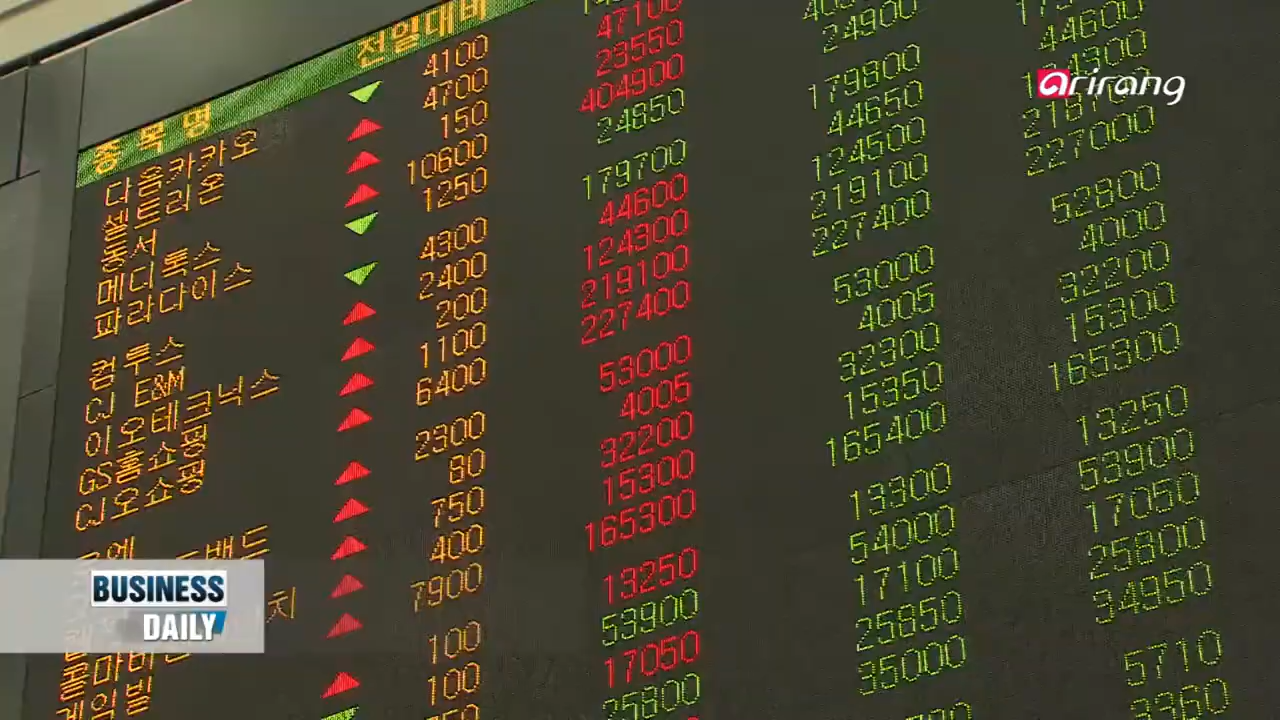 arirang
종목명 전일대비
다음카카오 4100
셀트리온 4700 47100
동서 150 23550
메디톡스 10600 404900
파라다이스 1250 24850 24900
컴투스 4300 179700 179800
CJ E&M 2400 44600 44650 44600
이오테크닉스 200 124300 124500
GS홈쇼핑 1100 219100 219100
CJ오쇼핑 6400 227400 227400 227000
2300 53000 53000 52800
80 4005 4005 4000
750 32200 32300 32200
400 15300 15350 15300
7900 165300 165400 165300
100 13250 13300 13250
100 53900 54000 53900
17050 17100 17050
25800 25850 25800
35000 34950
5710
3360
BUSINESS
DAILY